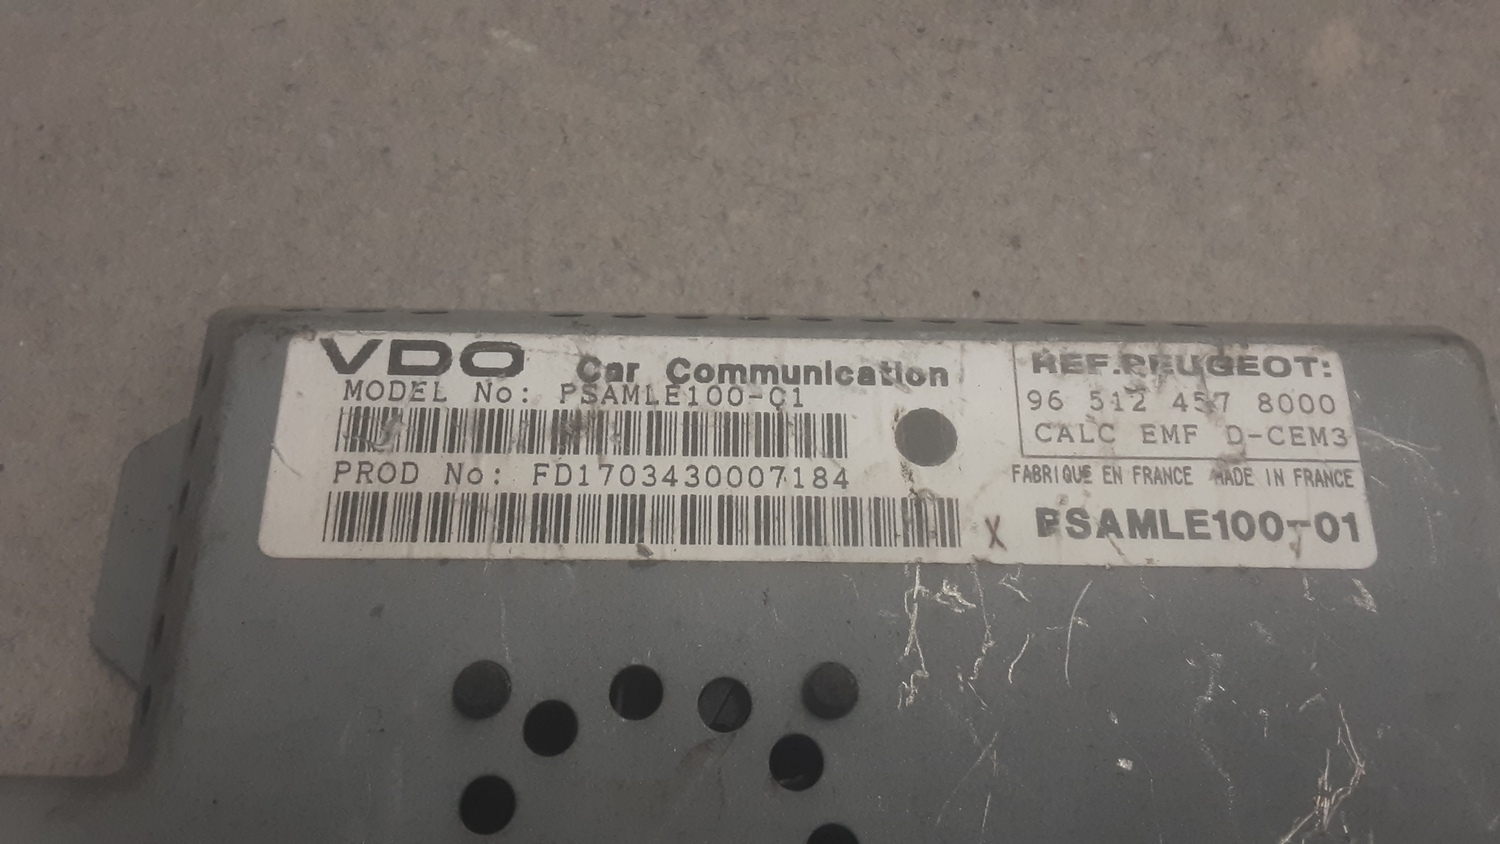 VDO Car Communication
MODEL No: PSAMLE100-C1
PROD No: FD1703430007184
REF.PEUGEOT:
96 512 457 8000
CALC EMF D-CEM3
FABRIQUE EN FRANCE MADE IN FRANCE
X PSAMLE100-01